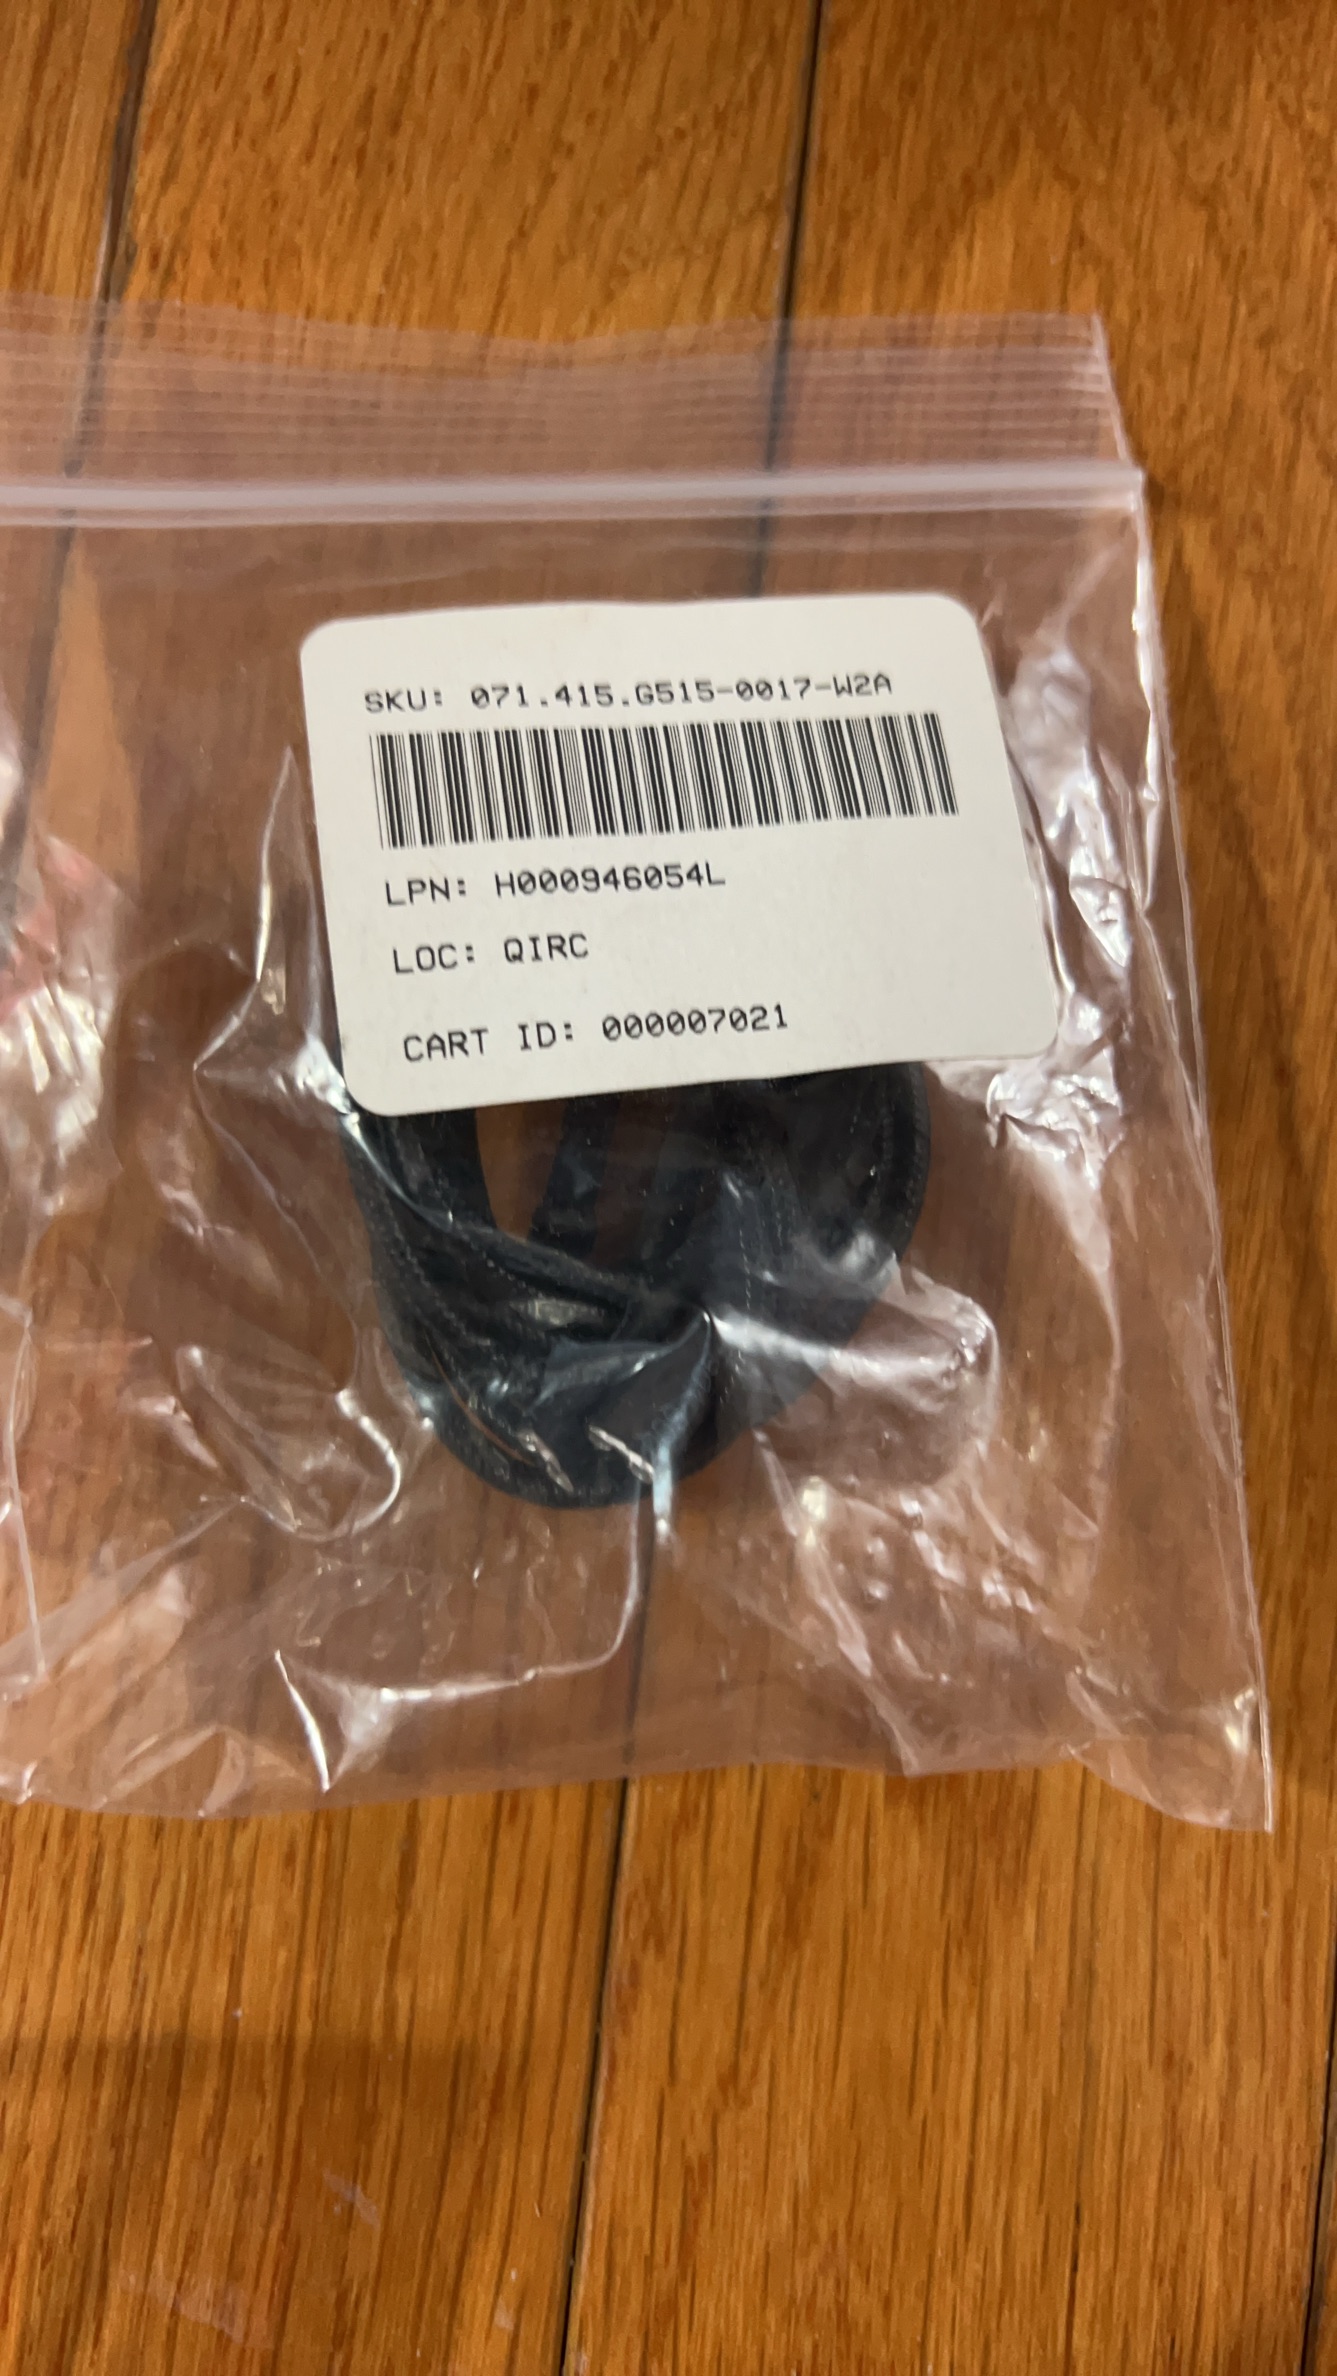 SKU: 071.415.G515-0017-W2A
LPN: H000946054L
LOC: QIRC
CART ID: 000007021